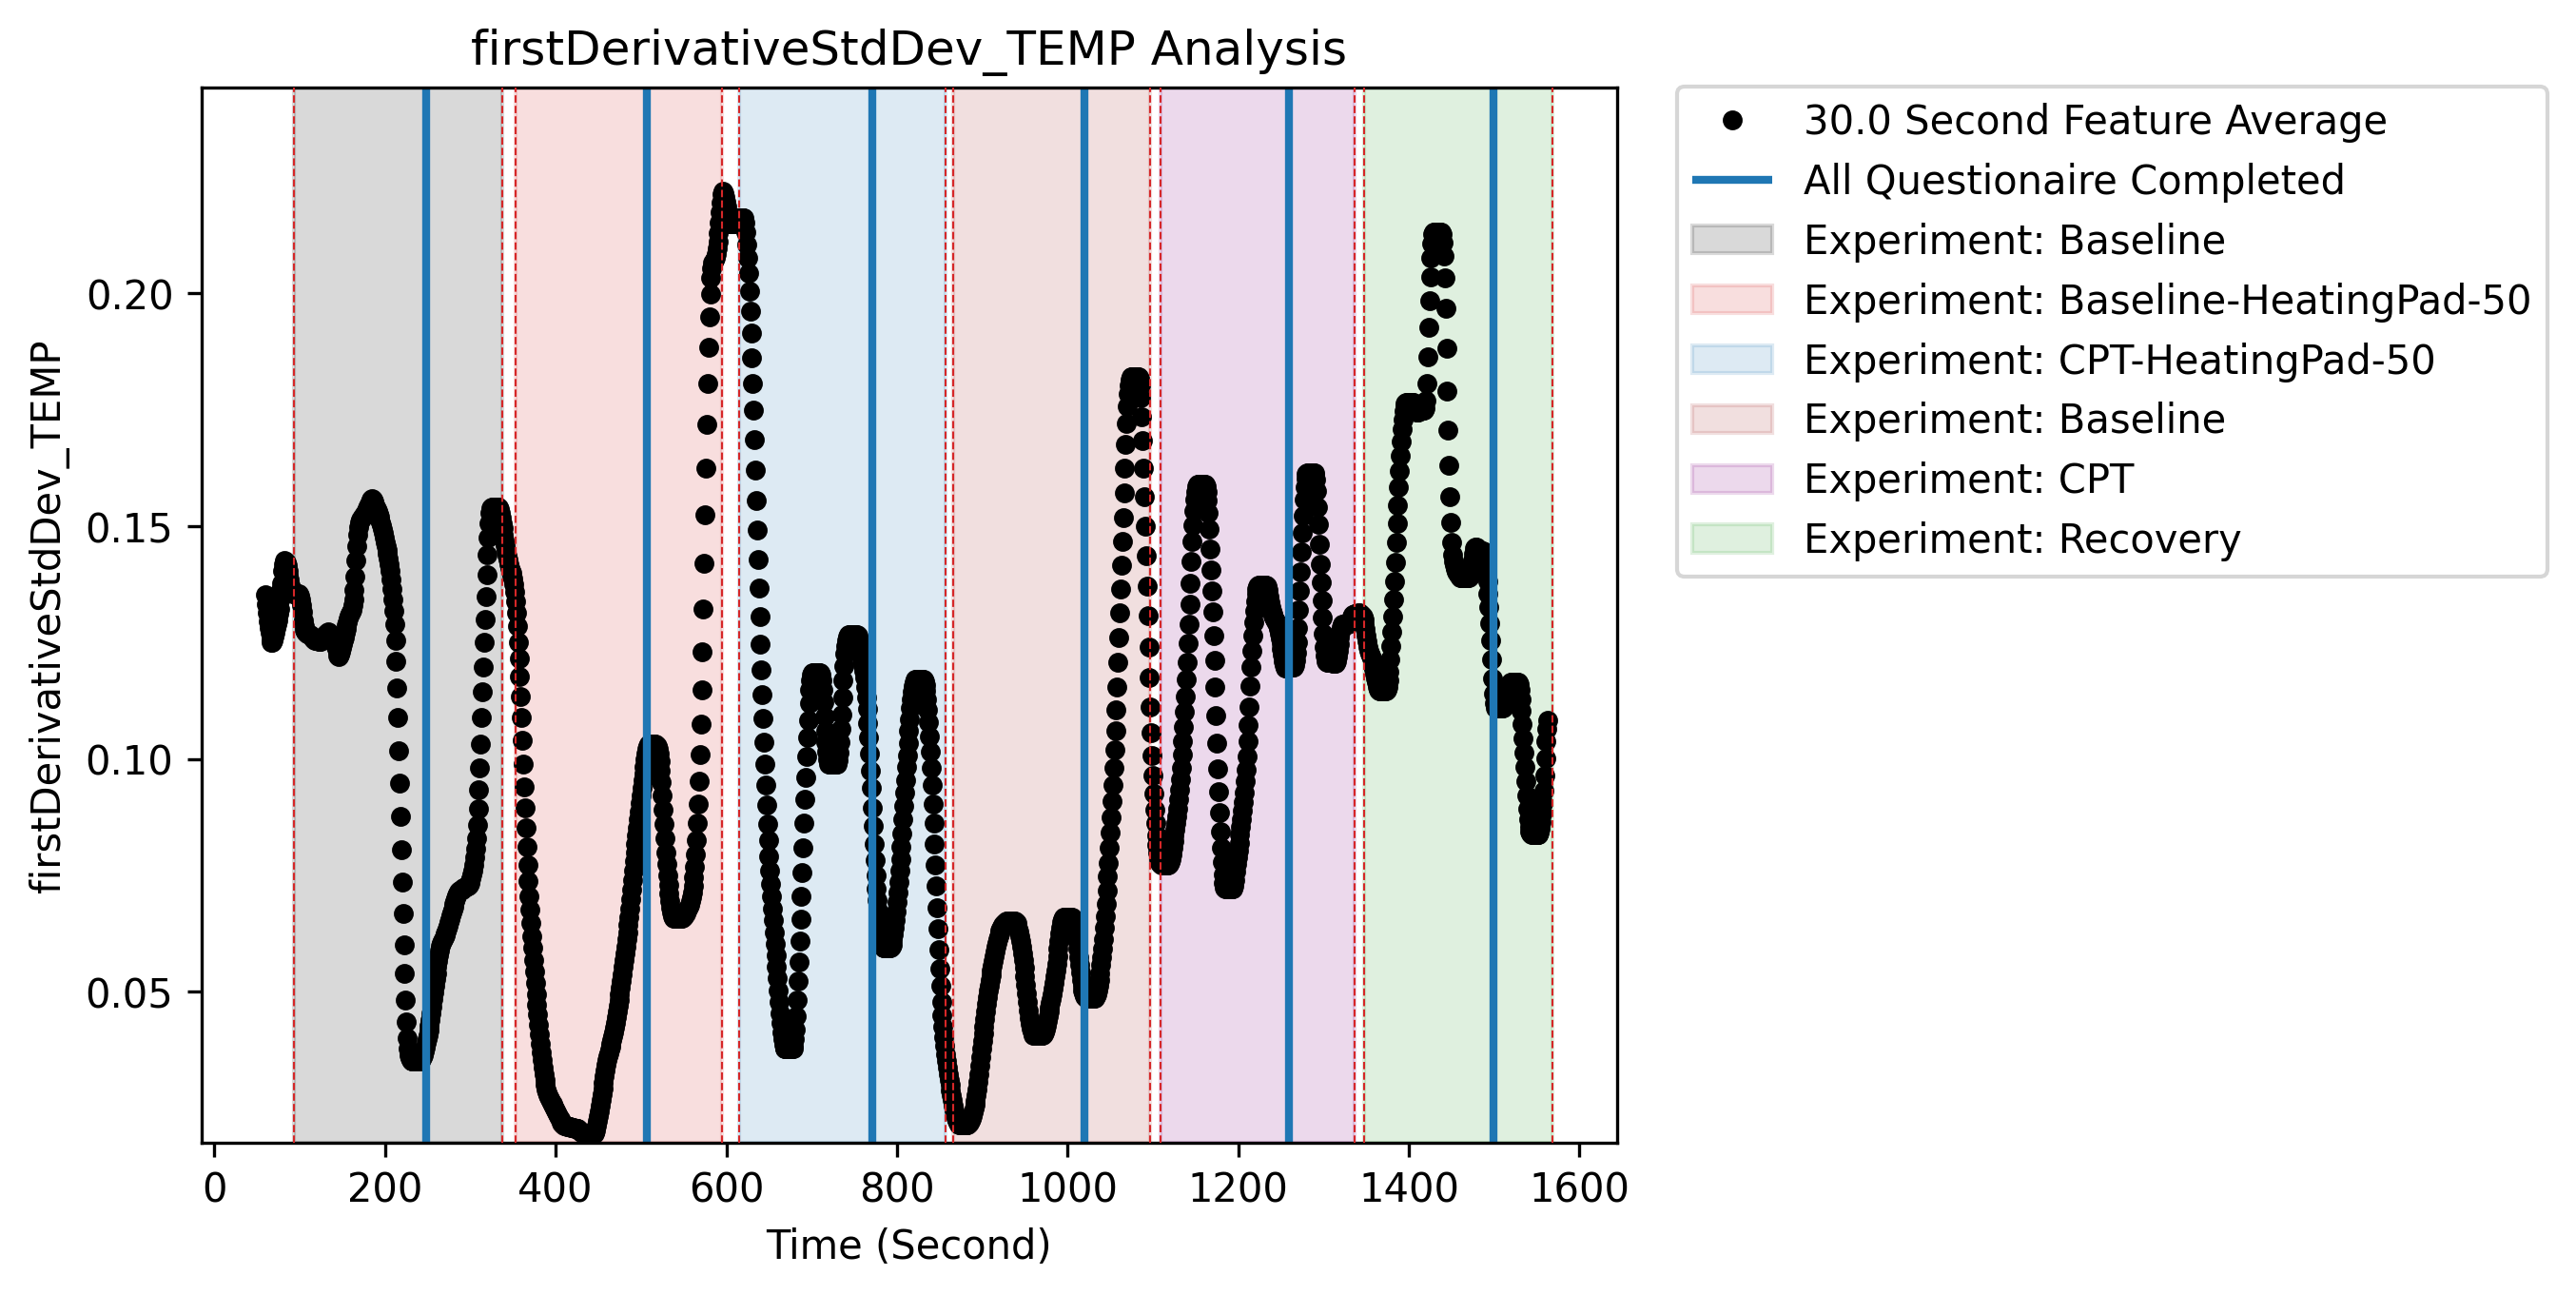 firstDerivativeStdDev_TEMP Analysis
firstDerivativeStdDev_TEMP
0.20
0.15
0.10
0.05
0 200 400 600 800 1000 1200 1400 1600
Time (Second)
30.0 Second Feature Average
All Questionaire Completed
Experiment: Baseline
Experiment: Baseline-HeatingPad-50
Experiment: CPT-HeatingPad-50
Experiment: Baseline
Experiment: CPT
Experiment: Recovery